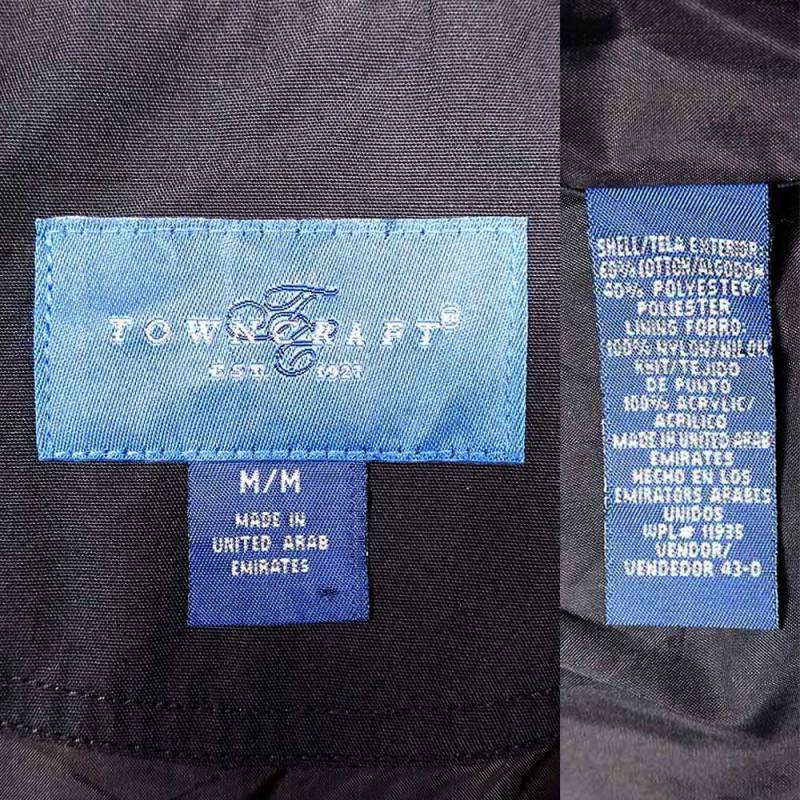 TOWNCRAFT®
TC
EST. 1927
M/M
MADE IN
UNITED ARAB
EMIRATES
SHELL/TELA EXTERIOR:
60% COTTON/ALGODON
40% POLYESTER/
POLIESTER
LINING FORRO:
100% NYLON/NILON
KNIT/TEJIDO
DE PUNTO
100% ACRYLIC/
ACRILICO
MADE IN UNITED ARAB
EMIRATES
HECHO EN LOS
EMIRATORS ARABES
UNIDOS
WPL# 11935
VENDOR/
VENDEDOR 43-0